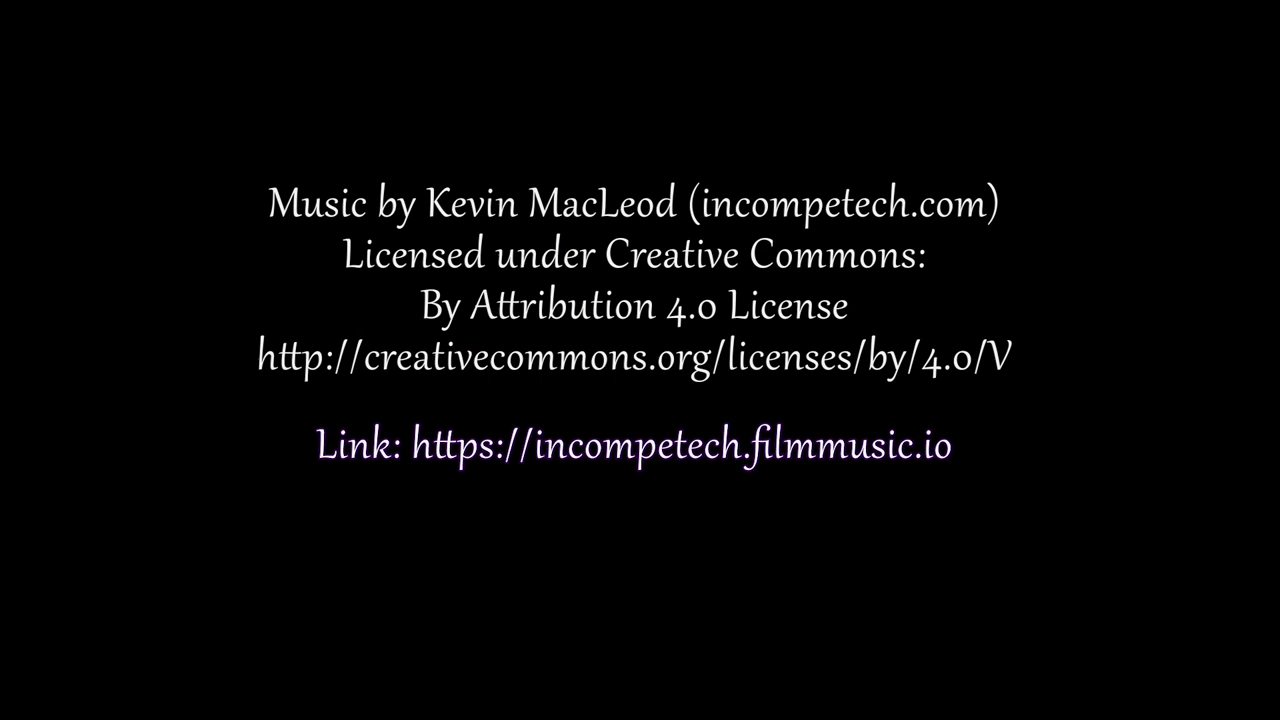 Music by Kevin MacLeod (incompetech.com)
Licensed under Creative Commons:
By Attribution 4.0 License
http://creativecommons.org/licenses/by/4.0/V
Link: https://incompetech.filmmusic.io